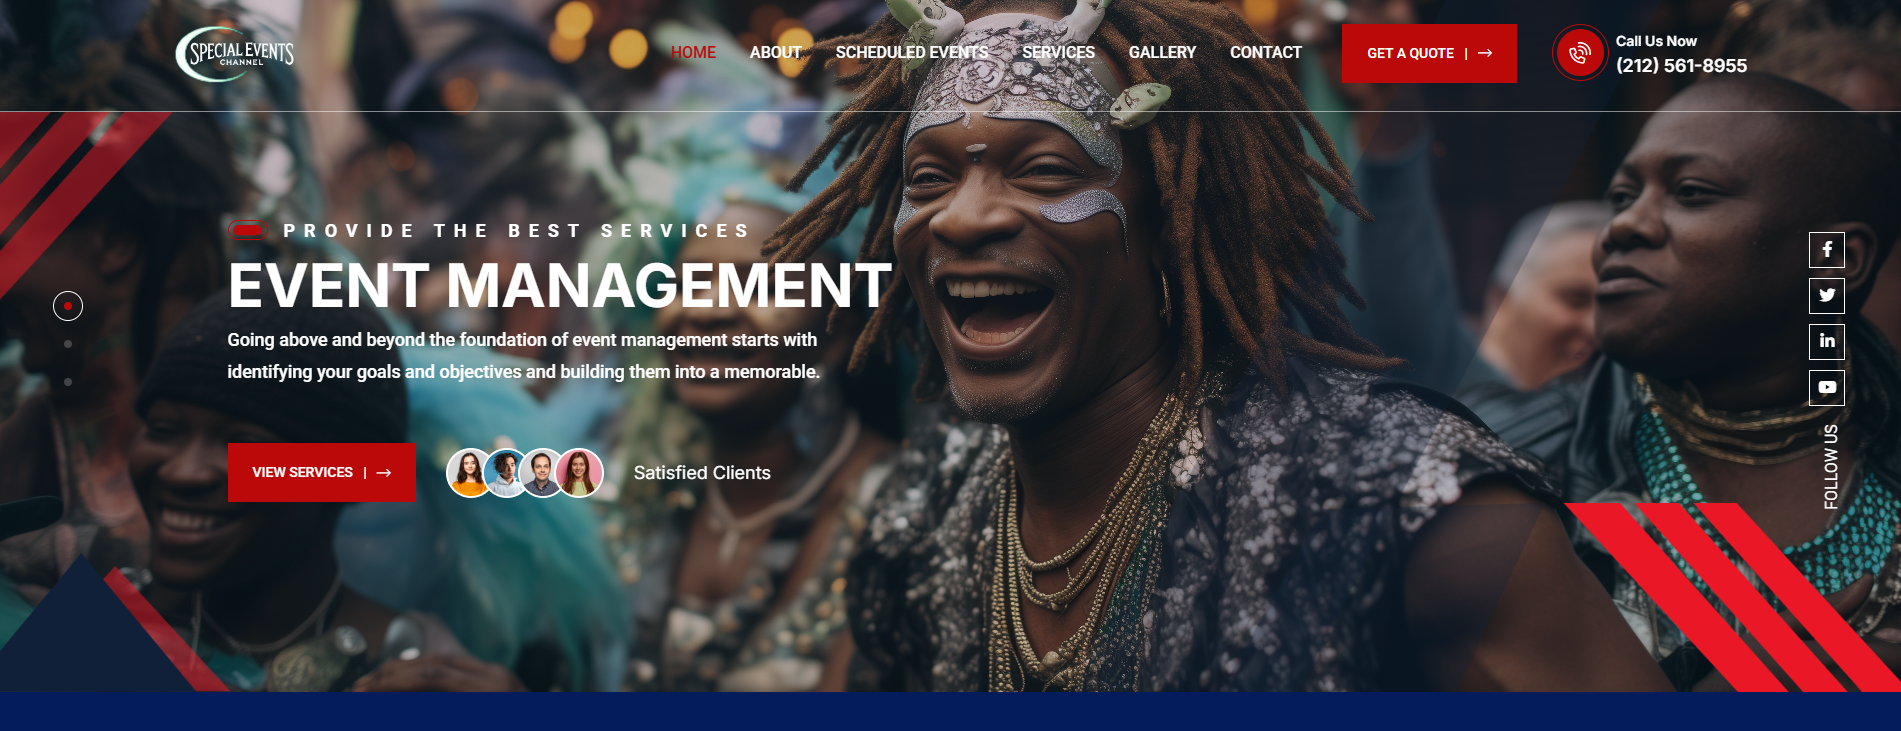 SPECIAL EVENTS
CHANNEL
HOME ABOUT SCHEDULED EVENTS SERVICES GALLERY CONTACT
GET A QUOTE |
Call Us Now
(212) 561-8955
PROVIDE THE BEST SERVICES
EVENT MANAGEMENT
Going above and beyond the foundation of event management starts with
identifying your goals and objectives and building them into a memorable.
VIEW SERVICES |
Satisfied Clients
FOLLOW US